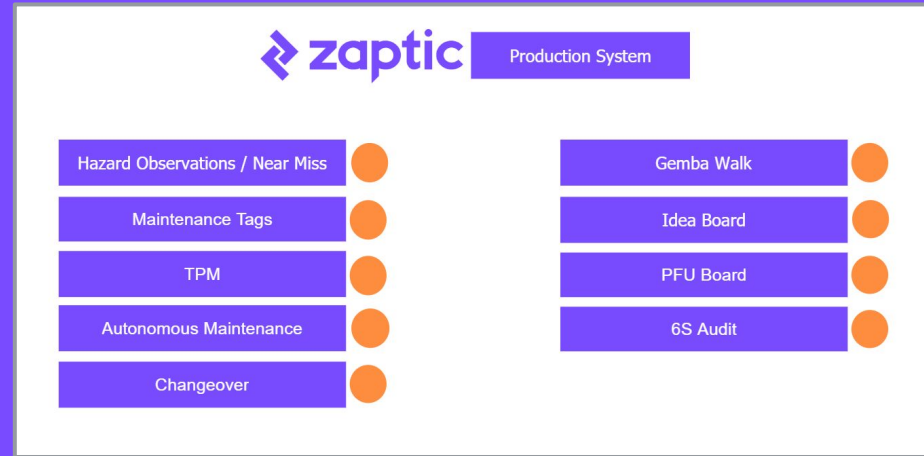 zaptic
Production System
Hazard Observations / Near Miss
Maintenance Tags
TPM
Autonomous Maintenance
Changeover
Gemba Walk
Idea Board
PFU Board
6S Audit